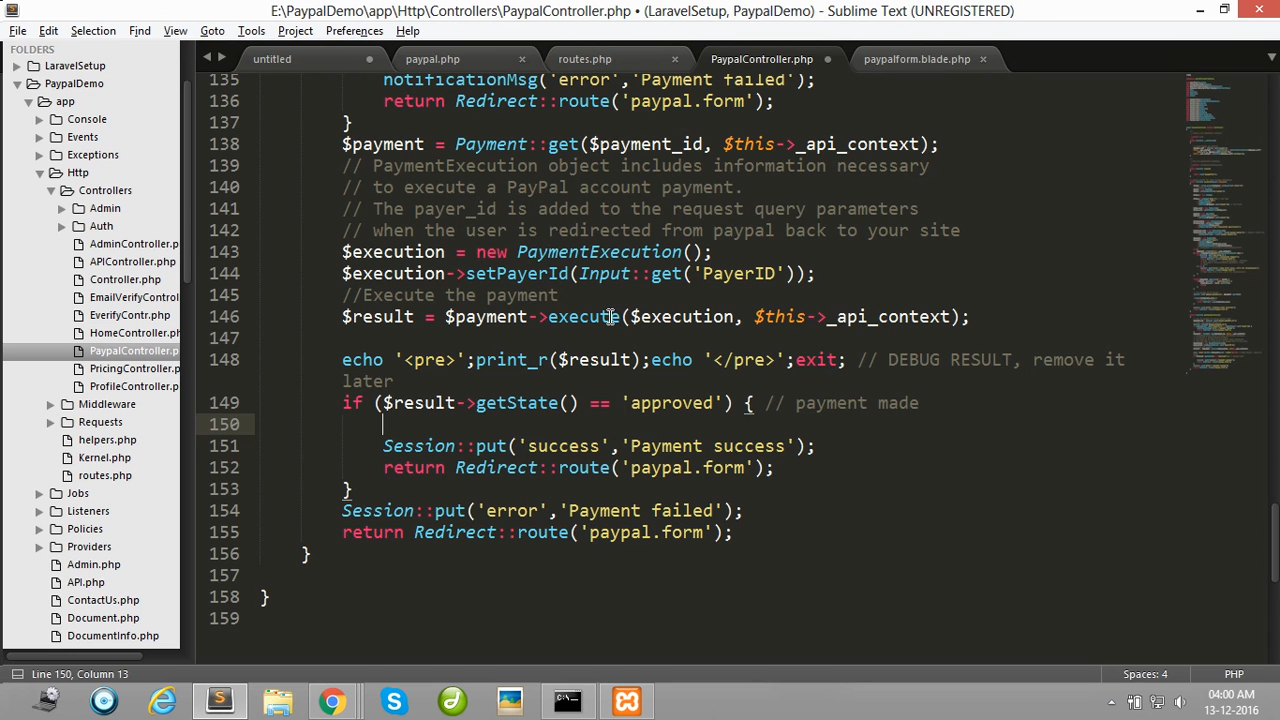 E:\PaypalDemo\app\Http\Controllers\PaypalController.php • (LaravelSetup, PaypalDemo) - Sublime Text (UNREGISTERED)
File Edit Selection Find View Goto Tools Project Preferences Help
FOLDERS
LaravelSetup
PaypalDemo
app
Console
Events
Exceptions
Http
Controllers
Admin
Auth
AdminController.p
APIController.php
Controller.php
EmailVerifyContro
EverifyContr.php
HomeController.p
PaypalController.p
PricingController.p
ProfileController.p
Middleware
Requests
helpers.php
Kernel.php
routes.php
Jobs
Listeners
Policies
Providers
Admin.php
API.php
ContactUs.php
Document.php
DocumentInfo.php
untitled paypal.php routes.php PaypalController.php paypalform.blade.php
135 notificationMsg('error','Payment failed');
136 return Redirect::route('paypal.form');
137 }
138 $payment = Payment::get($payment_id, $this->_api_context);
139 // PaymentExecution object includes information necessary
140 // to execute a PayPal account payment.
141 // The payer_id is added to the request query parameters
142 // when the user is redirected from paypal back to your site
143 $execution = new PaymentExecution();
144 $execution->setPayerId(Input::get('PayerID'));
145 //Execute the payment
146 $result = $payment->execute($execution, $this->_api_context);
147
148 echo '<pre>';print_r($result);echo '</pre>';exit; // DEBUG RESULT, remove it
later
149 if ($result->getState() == 'approved') { // payment made
150
151 Session::put('success','Payment success');
152 return Redirect::route('paypal.form');
153 }
154 Session::put('error','Payment failed');
155 return Redirect::route('paypal.form');
156 }
157
158 }
159
Line 150, Column 13 Spaces: 4 PHP
04:00 AM
13-12-2016